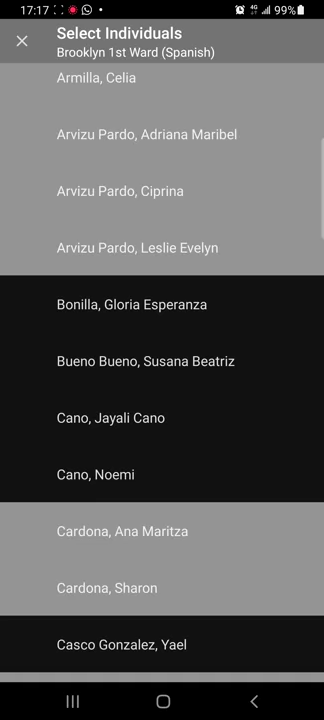 17:17 4G 99%
Select Individuals
Brooklyn 1st Ward (Spanish)
Armilla, Celia
Arvizu Pardo, Adriana Maribel
Arvizu Pardo, Ciprina
Arvizu Pardo, Leslie Evelyn
Bonilla, Gloria Esperanza
Bueno Bueno, Susana Beatriz
Cano, Jayali Cano
Cano, Noemi
Cardona, Ana Maritza
Cardona, Sharon
Casco Gonzalez, Yael